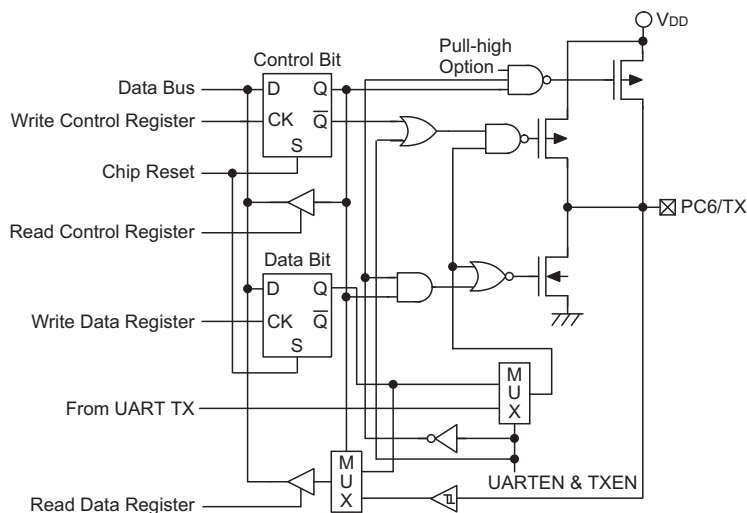 VDD
Pull-high
Option
Control Bit
Data Bus
D Q
Write Control Register
CK Q
S
Chip Reset
Read Control Register
PC6/TX
Data Bit
D Q
Write Data Register
CK Q
S
M
U
X
From UART TX
M
U
X
UARTEN & TXEN
Read Data Register